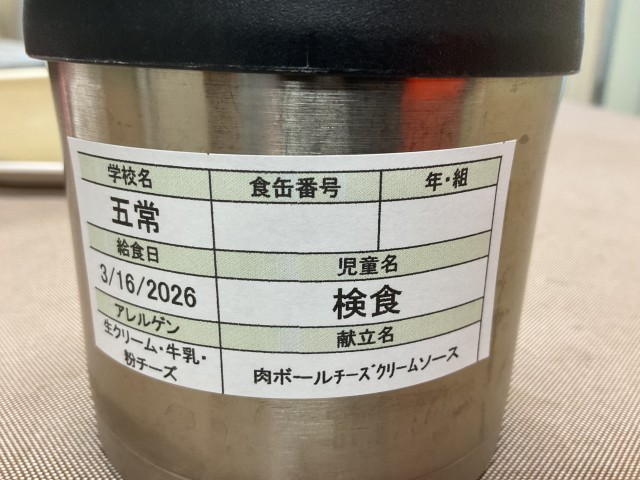 学校名
食缶番号
年・組
五常
給食日
児童名
3/16/2026
検食
アレルゲン
献立名
生クリーム・牛乳・
粉チーズ
肉ボールチーズクリームソース